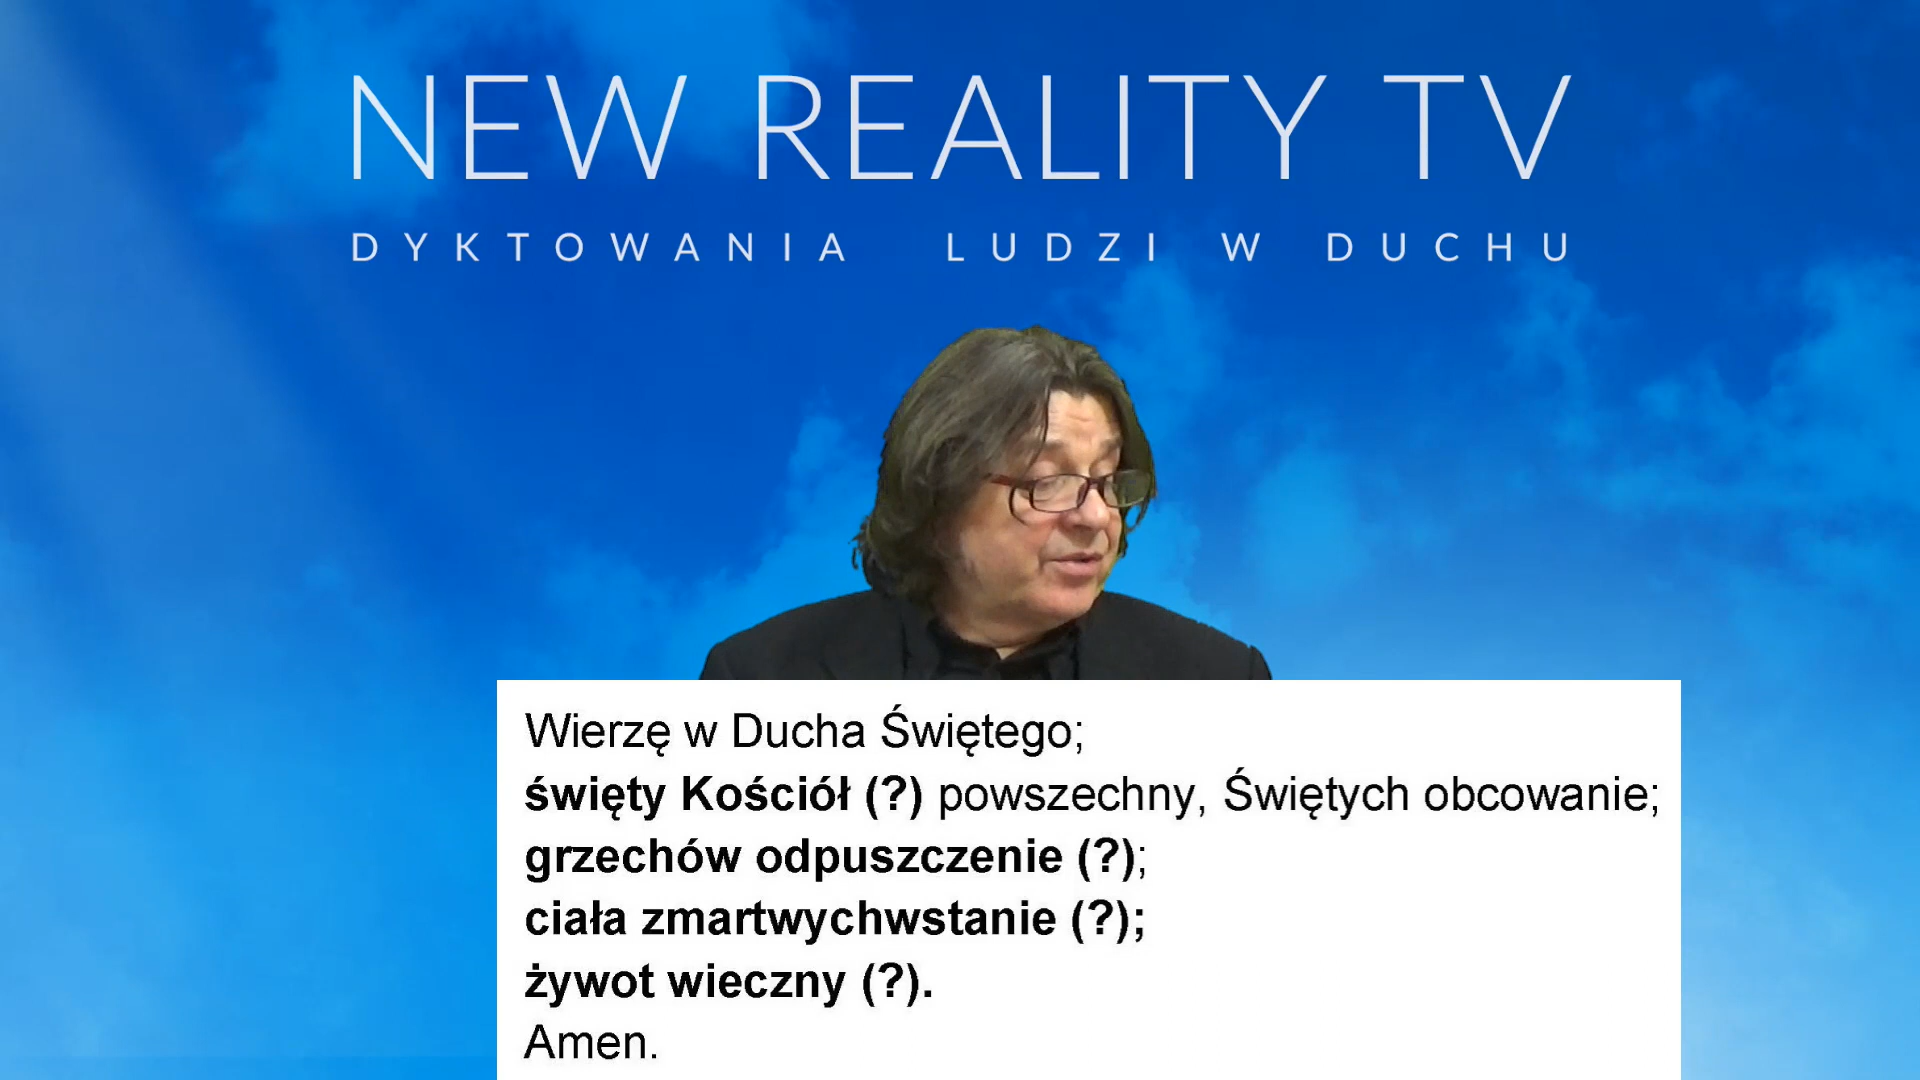 NEW REALITY TV
DYKTOWANIA LUDZI W DUCHU
Wierzę w Ducha Świętego;
święty Kościół (?) powszechny, Świętych obcowanie;
grzechów odpuszczenie (?);
ciała zmartwychwstanie (?);
żywot wieczny (?).
Amen.